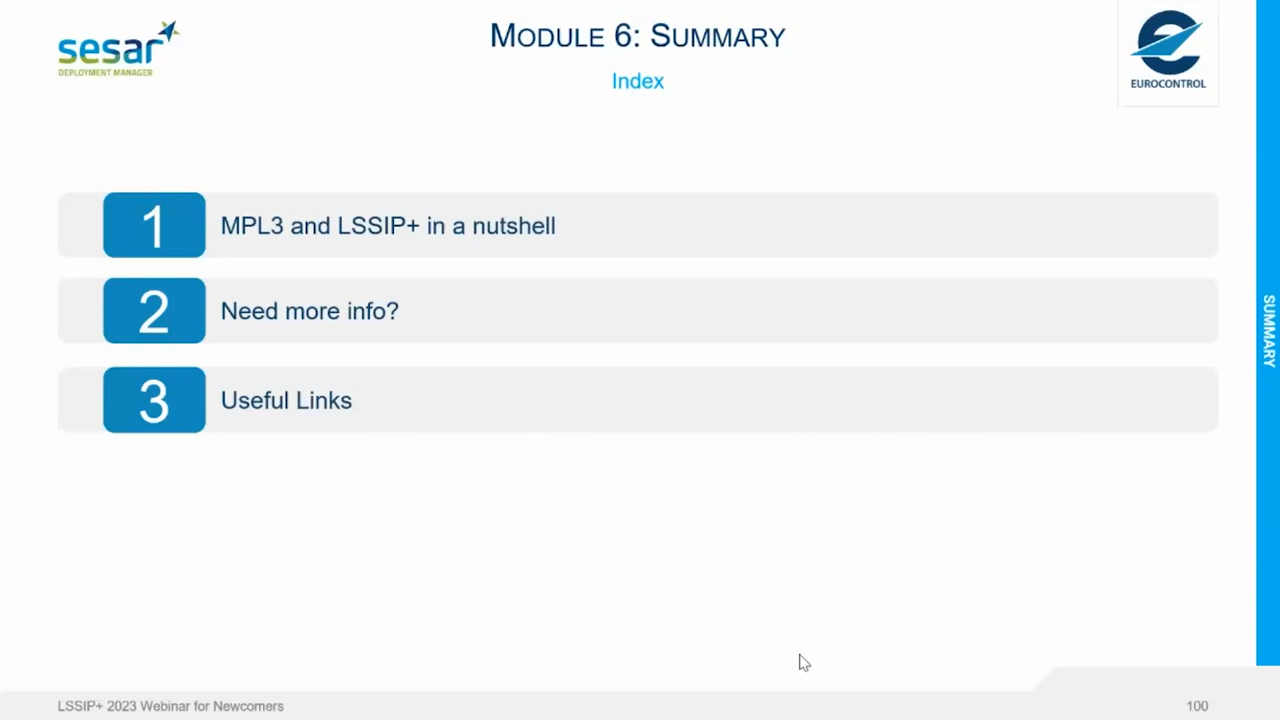 sesar
DEPLOYMENT MANAGER
MODULE 6: SUMMARY
Index
EUROCONTROL
1
MPL3 and LSSIP+ in a nutshell
2
Need more info?
3
Useful Links
SUMMARY
LSSIP+ 2023 Webinar for Newcomers
100